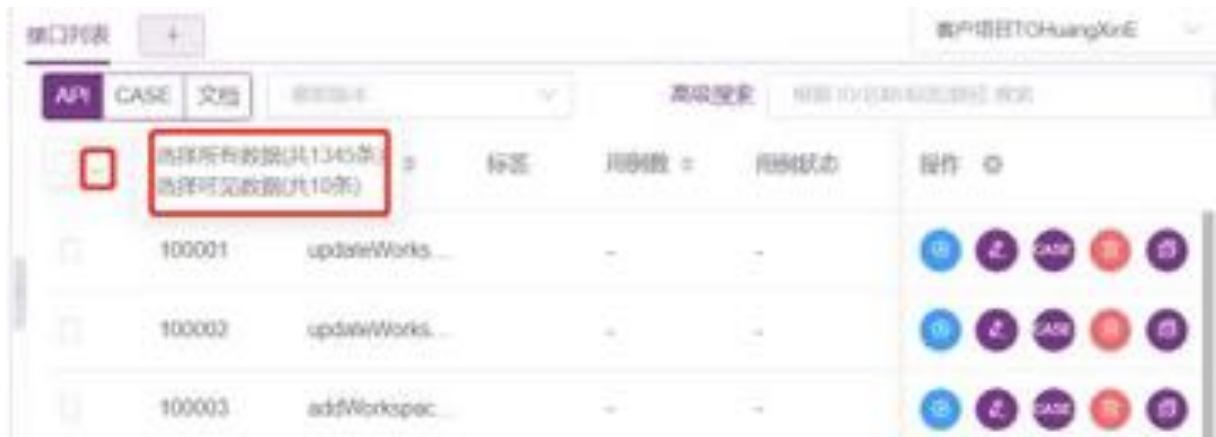 接口列表 +
客户项目TOHuangXinE
API CASE 文档
高级搜索
选择所有数据(共1345条)
选择可见数据(共10条)
标签 用例数 用例状态 操作
100001 updateWorks... - -
CASE
100002 updateWorks... - -
CASE
100003 addWorkspac... - -
CASE